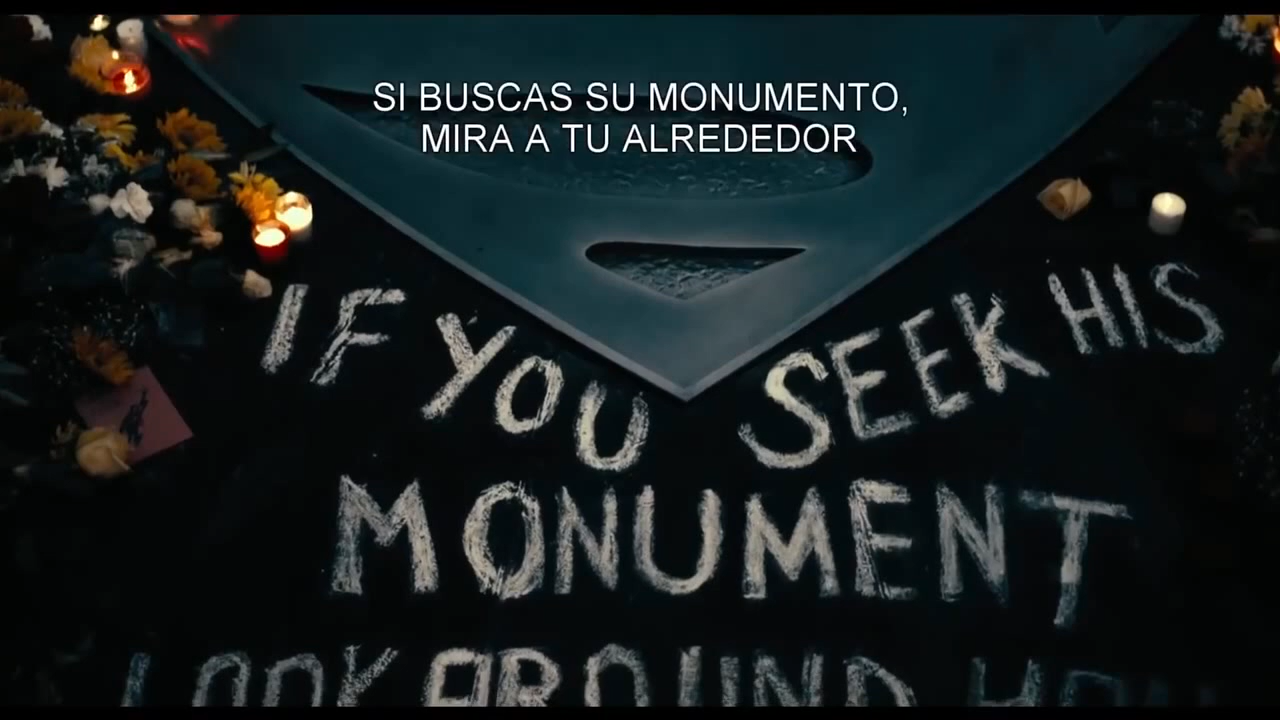 SI BUSCAS SU MONUMENTO,
MIRA A TU ALREDEDOR
IF YOU SEEK HIS
MONUMENT
LOOK AROUND